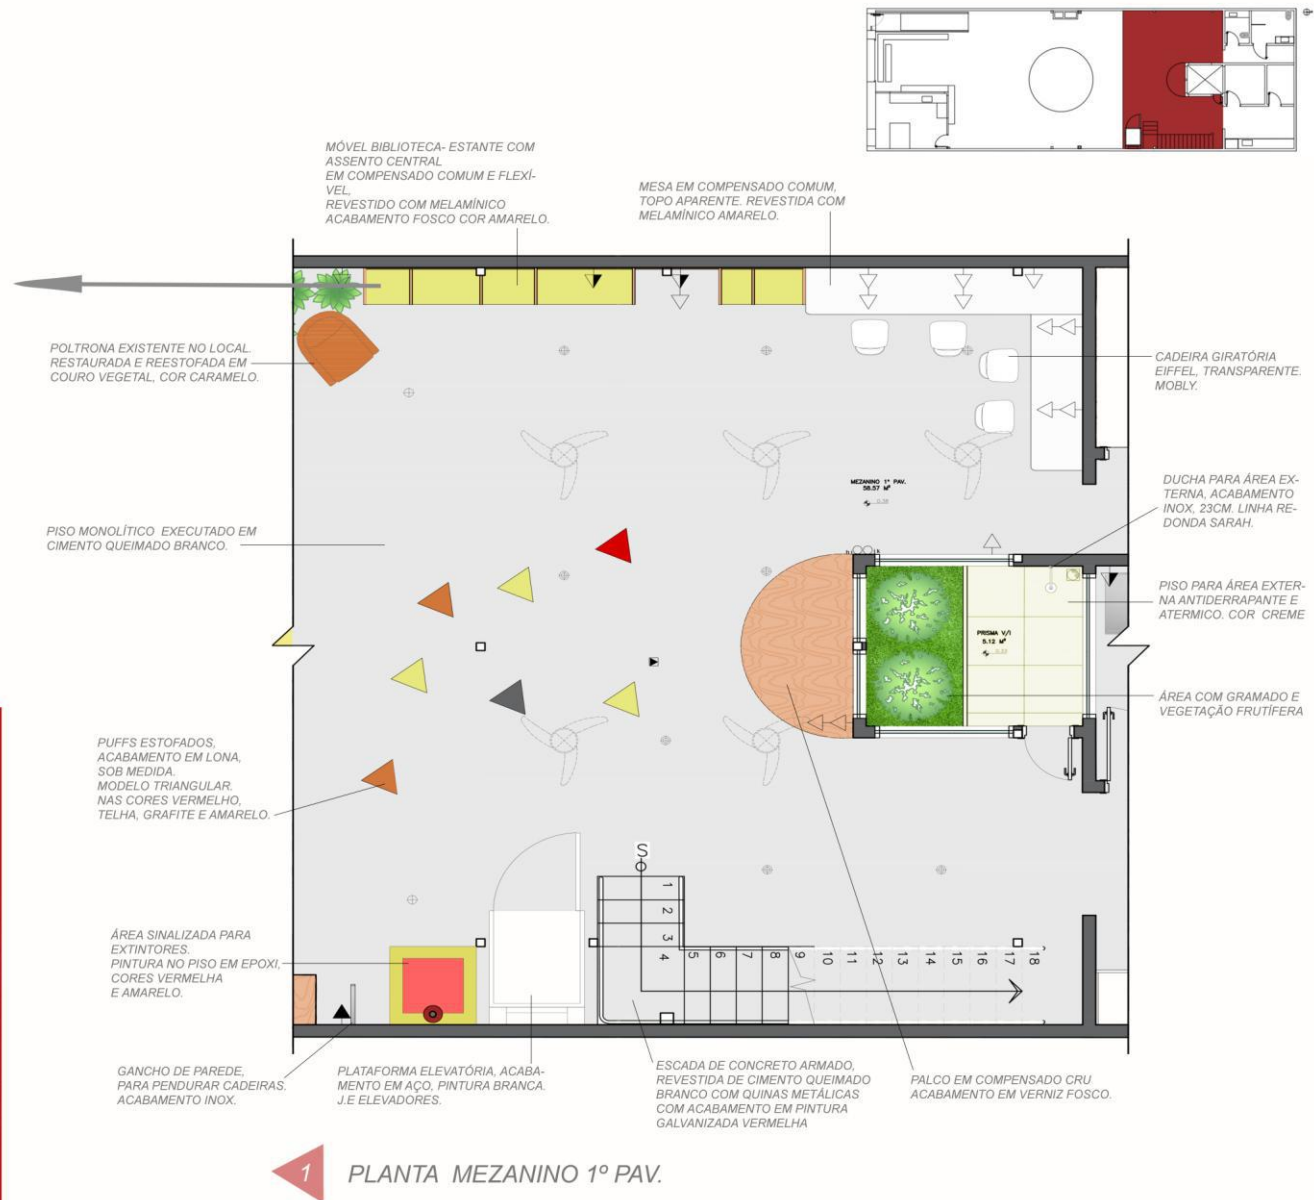 MÓVEL BIBLIOTECA- ESTANTE COM
ASSENTO CENTRAL
EM COMPENSADO COMUM E FLEXÍ-
VEL,
REVESTIDO COM MELAMÍNICO
ACABAMENTO FOSCO COR AMARELO.
MESA EM COMPENSADO COMUM,
TOPO APARENTE. REVESTIDA COM
MELAMÍNICO AMARELO.
POLTRONA EXISTENTE NO LOCAL.
RESTAURADA E REESTOFADA EM
COURO VEGETAL, COR CARAMELO.
CADEIRA GIRATÓRIA
EIFFEL, TRANSPARENTE.
MOBLY.
MEZANINO 1º PAV.
58.57 M²
DUCHA PARA ÁREA EX-
TERNA, ACABAMENTO
INOX, 23CM. LINHA RE-
DONDA SARAH.
PISO MONOLÍTICO EXECUTADO EM
CIMENTO QUEIMADO BRANCO.
PISO PARA ÁREA EXTER-
NA ANTIDERRAPANTE E
ATERMICO. COR CREME
PRISMA V/I
5.12 M²
ÁREA COM GRAMADO E
VEGETAÇÃO FRUTÍFERA
PUFFS ESTOFADOS,
ACABAMENTO EM LONA,
SOB MEDIDA.
MODELO TRIANGULAR.
NAS CORES VERMELHO,
TELHA, GRAFITE E AMARELO.
S
1
2
3
4
5
6
7
8
9
10
11
12
13
14
15
16
17
18
ÁREA SINALIZADA PARA
EXTINTORES.
PINTURA NO PISO EM EPOXI,
CORES VERMELHA
E AMARELO.
GANCHO DE PAREDE,
PARA PENDURAR CADEIRAS.
ACABAMENTO INOX.
PLATAFORMA ELEVATÓRIA, ACABA-
MENTO EM AÇO, PINTURA BRANCA.
J.E ELEVADORES.
ESCADA DE CONCRETO ARMADO,
REVESTIDA DE CIMENTO QUEIMADO
BRANCO COM QUINAS METÁLICAS
COM ACABAMENTO EM PINTURA
GALVANIZADA VERMELHA
PALCO EM COMPENSADO CRU
ACABAMENTO EM VERNIZ FOSCO.
1 PLANTA MEZANINO 1º PAV.